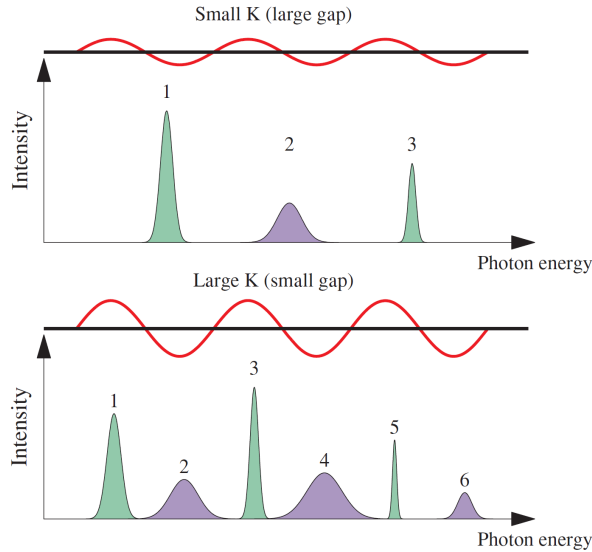 Small K (large gap)
1
2
3
Intensity
Photon energy
Large K (small gap)
1
2
3
4
5
6
Intensity
Photon energy